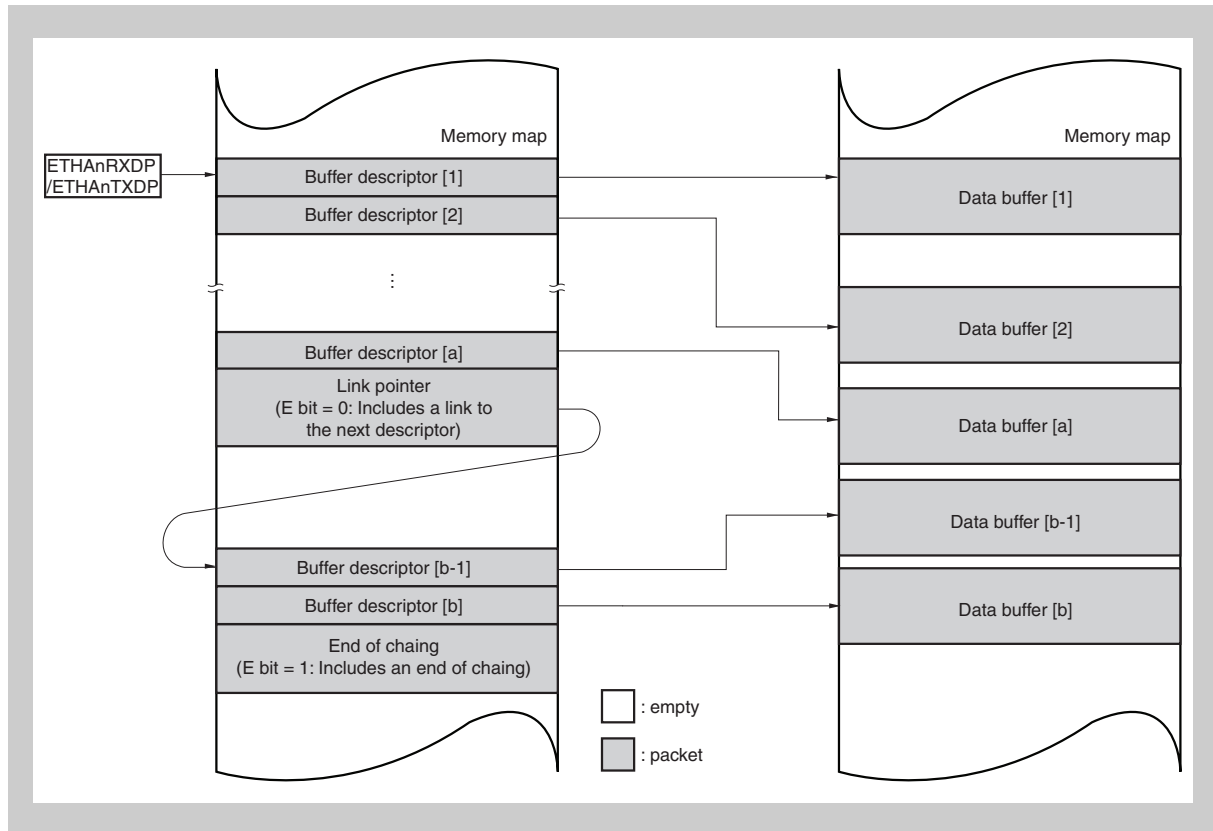 Memory map
ETHAnRXDP
/ETHAnTXDP
Buffer descriptor [1]
Buffer descriptor [2]
⋮
Buffer descriptor [a]
Link pointer
(E bit = 0: Includes a link to
the next descriptor)
Buffer descriptor [b-1]
Buffer descriptor [b]
End of chaing
(E bit = 1: Includes an end of chaing)
Memory map
Data buffer [1]
Data buffer [2]
Data buffer [a]
Data buffer [b-1]
Data buffer [b]
: empty
: packet